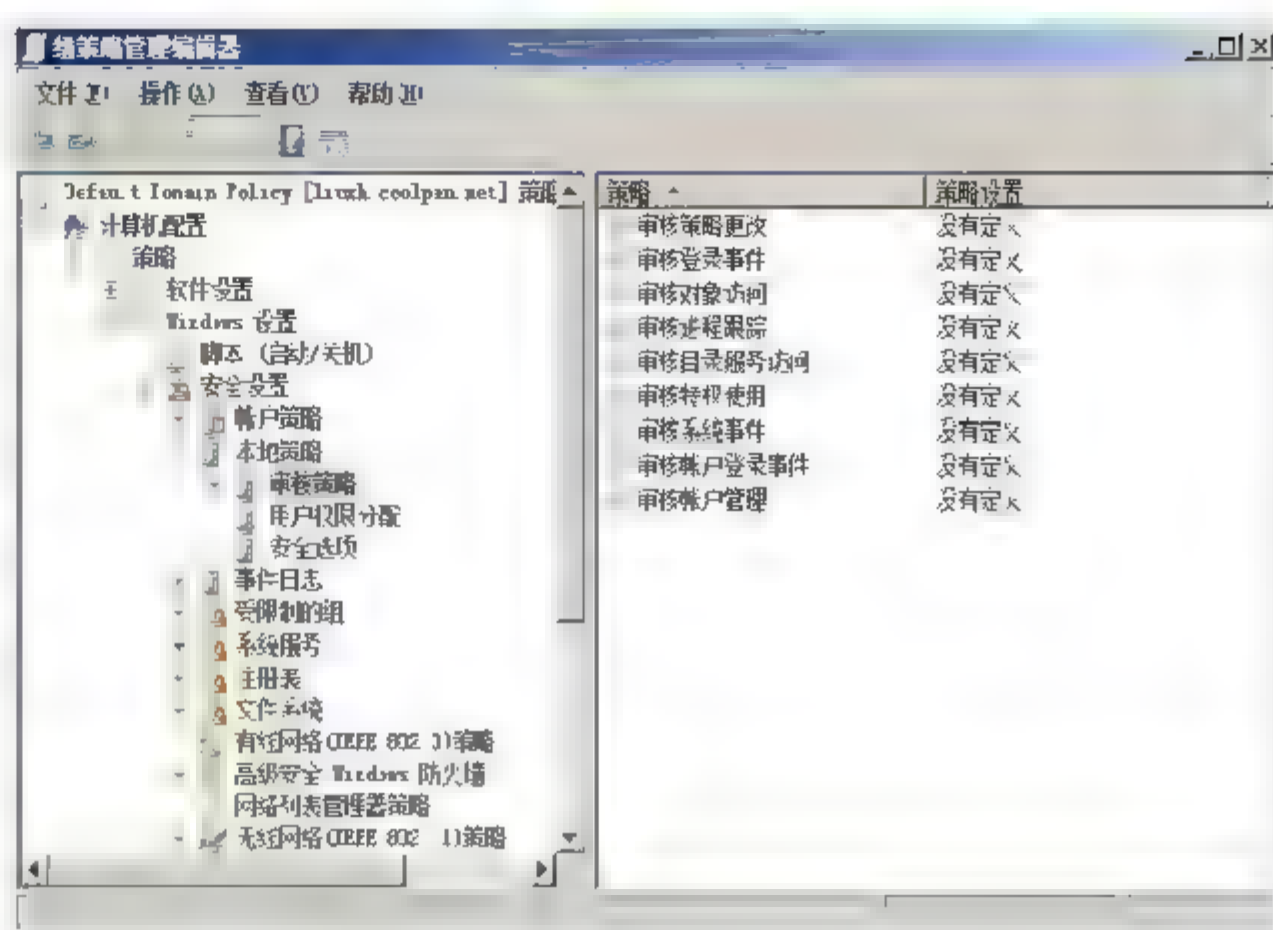 组策略管理编辑器
文件 操作(A) 查看(V) 帮助(H)
Default Domain Policy [ coolpen.net] 策略
计算机配置
策略
软件设置
Windows 设置
脚本 (启动/关机)
安全设置
帐户策略
本地策略
审核策略
用户权限分配
安全选项
事件日志
受限制的组
系统服务
注册表
文件系统
有线网络(IEEE 802.3)策略
高级安全 Windows 防火墙
网络列表管理器策略
无线网络(IEEE 802 11)策略
策略 策略设置
审核策略更改 没有定义
审核登录事件 没有定义
审核对象访问 没有定义
审核进程跟踪 没有定义
审核目录服务访问 没有定义
审核特权使用 没有定义
审核系统事件 没有定义
审核帐户登录事件 没有定义
审核帐户管理 没有定义